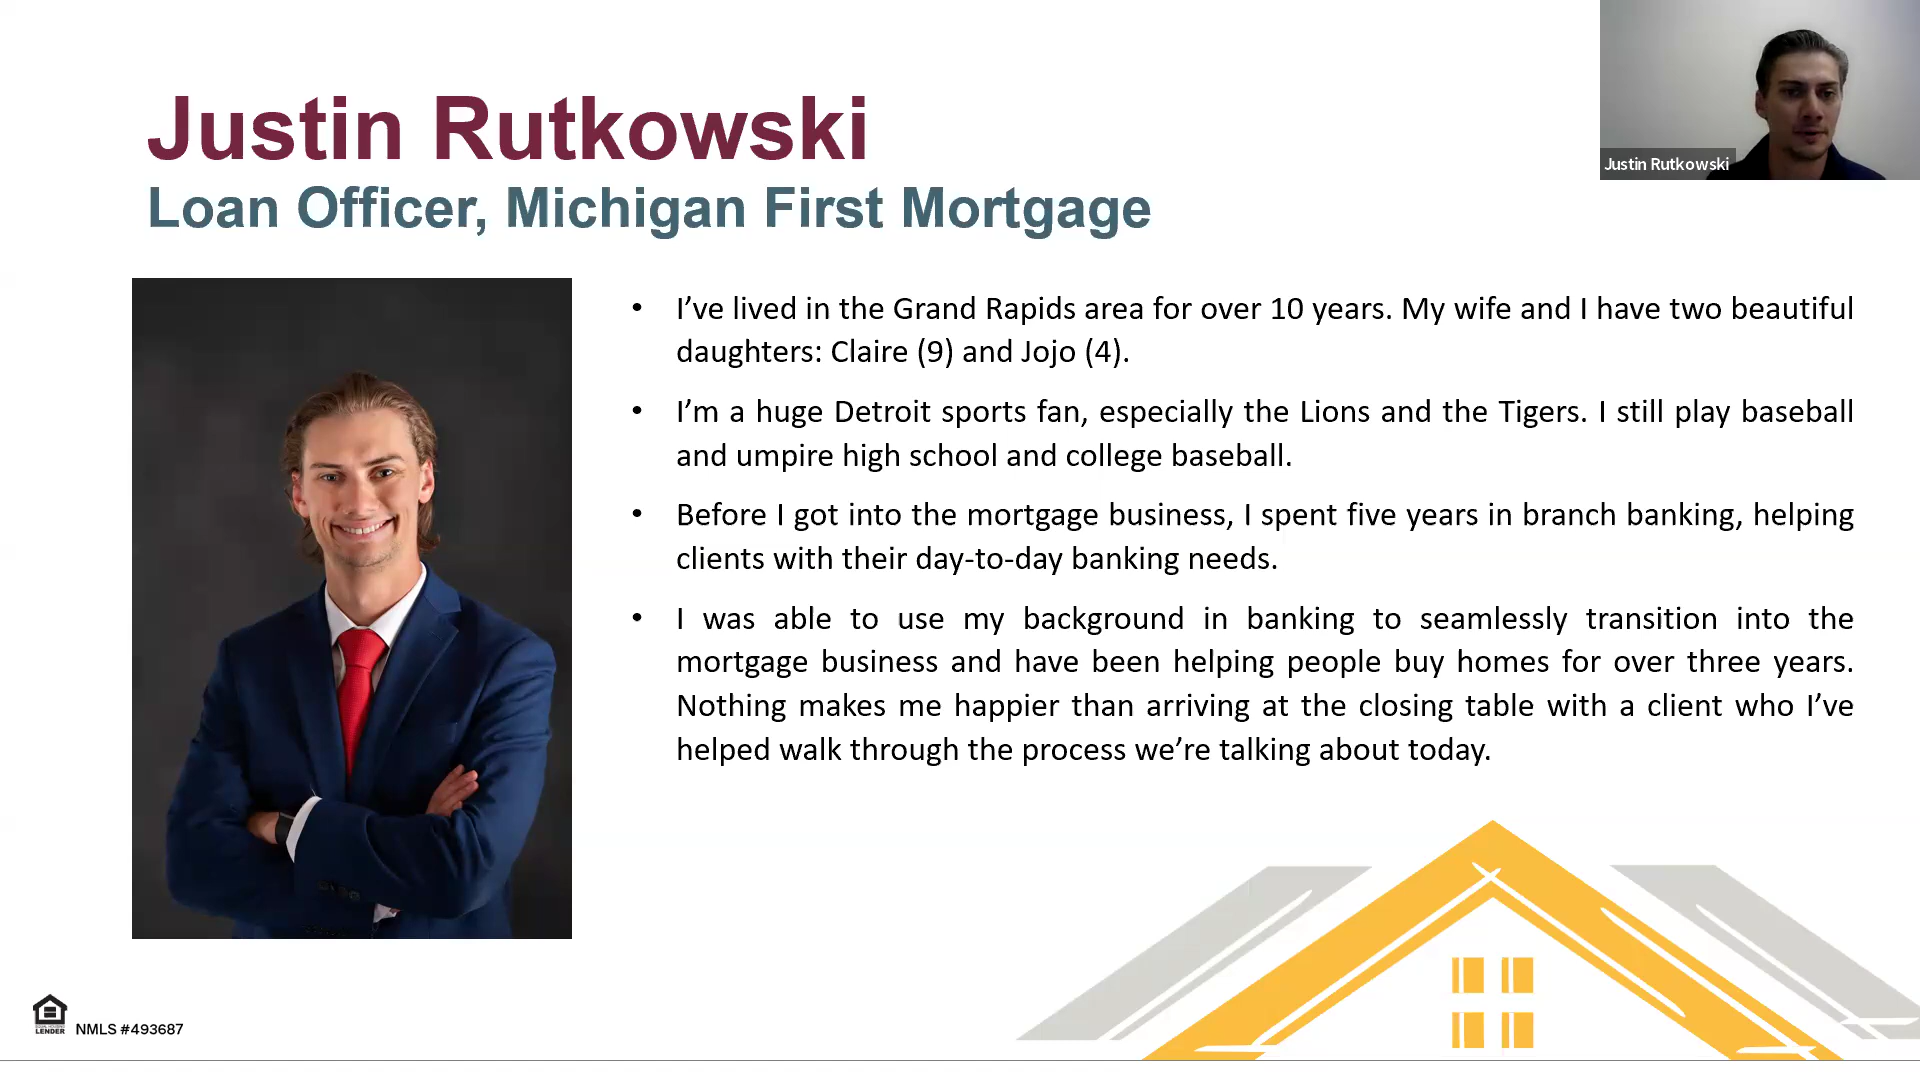 Justin Rutkowski
Loan Officer, Michigan First Mortgage
Justin Rutkowski
• I’ve lived in the Grand Rapids area for over 10 years. My wife and I have two beautiful
daughters: Claire (9) and Jojo (4).
• I’m a huge Detroit sports fan, especially the Lions and the Tigers. I still play baseball
and umpire high school and college baseball.
• Before I got into the mortgage business, I spent five years in branch banking, helping
clients with their day-to-day banking needs.
• I was able to use my background in banking to seamlessly transition into the
mortgage business and have been helping people buy homes for over three years.
Nothing makes me happier than arriving at the closing table with a client who I’ve
helped walk through the process we’re talking about today.
LENDER
NMLS #493687